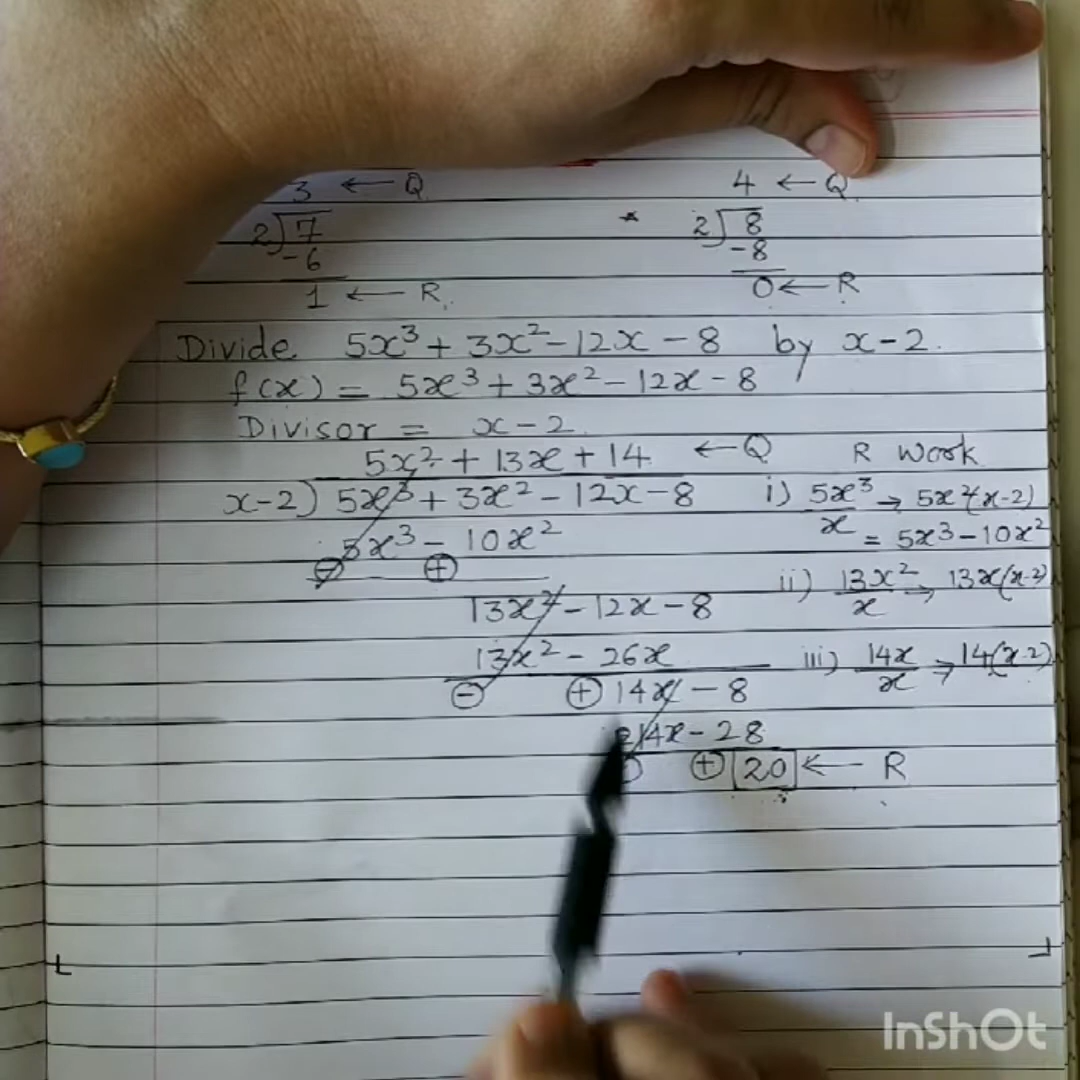 3 ← Q
2)7
-6
1 ← R.
* 4 ← Q
2)8
-8
0 ← R
Divide 5x³ + 3x² - 12x - 8 by x - 2.
f(x) = 5x³ + 3x² - 12x - 8
Divisor = x - 2
5x² + 13x + 14 ← Q
x-2) 5x³ + 3x² - 12x - 8
5x³ - 10x²
⊖ ⊕
13x² - 12x - 8
13x² - 26x
⊖ ⊕ 14x - 8
14x - 28
⊕ 20 ← R
R Work
i) 5x³/x → 5x²(x-2)
= 5x³ - 10x²
ii) 13x²/x → 13x(x-2)
iii) 14x/x → 14(x-2)
InShOt